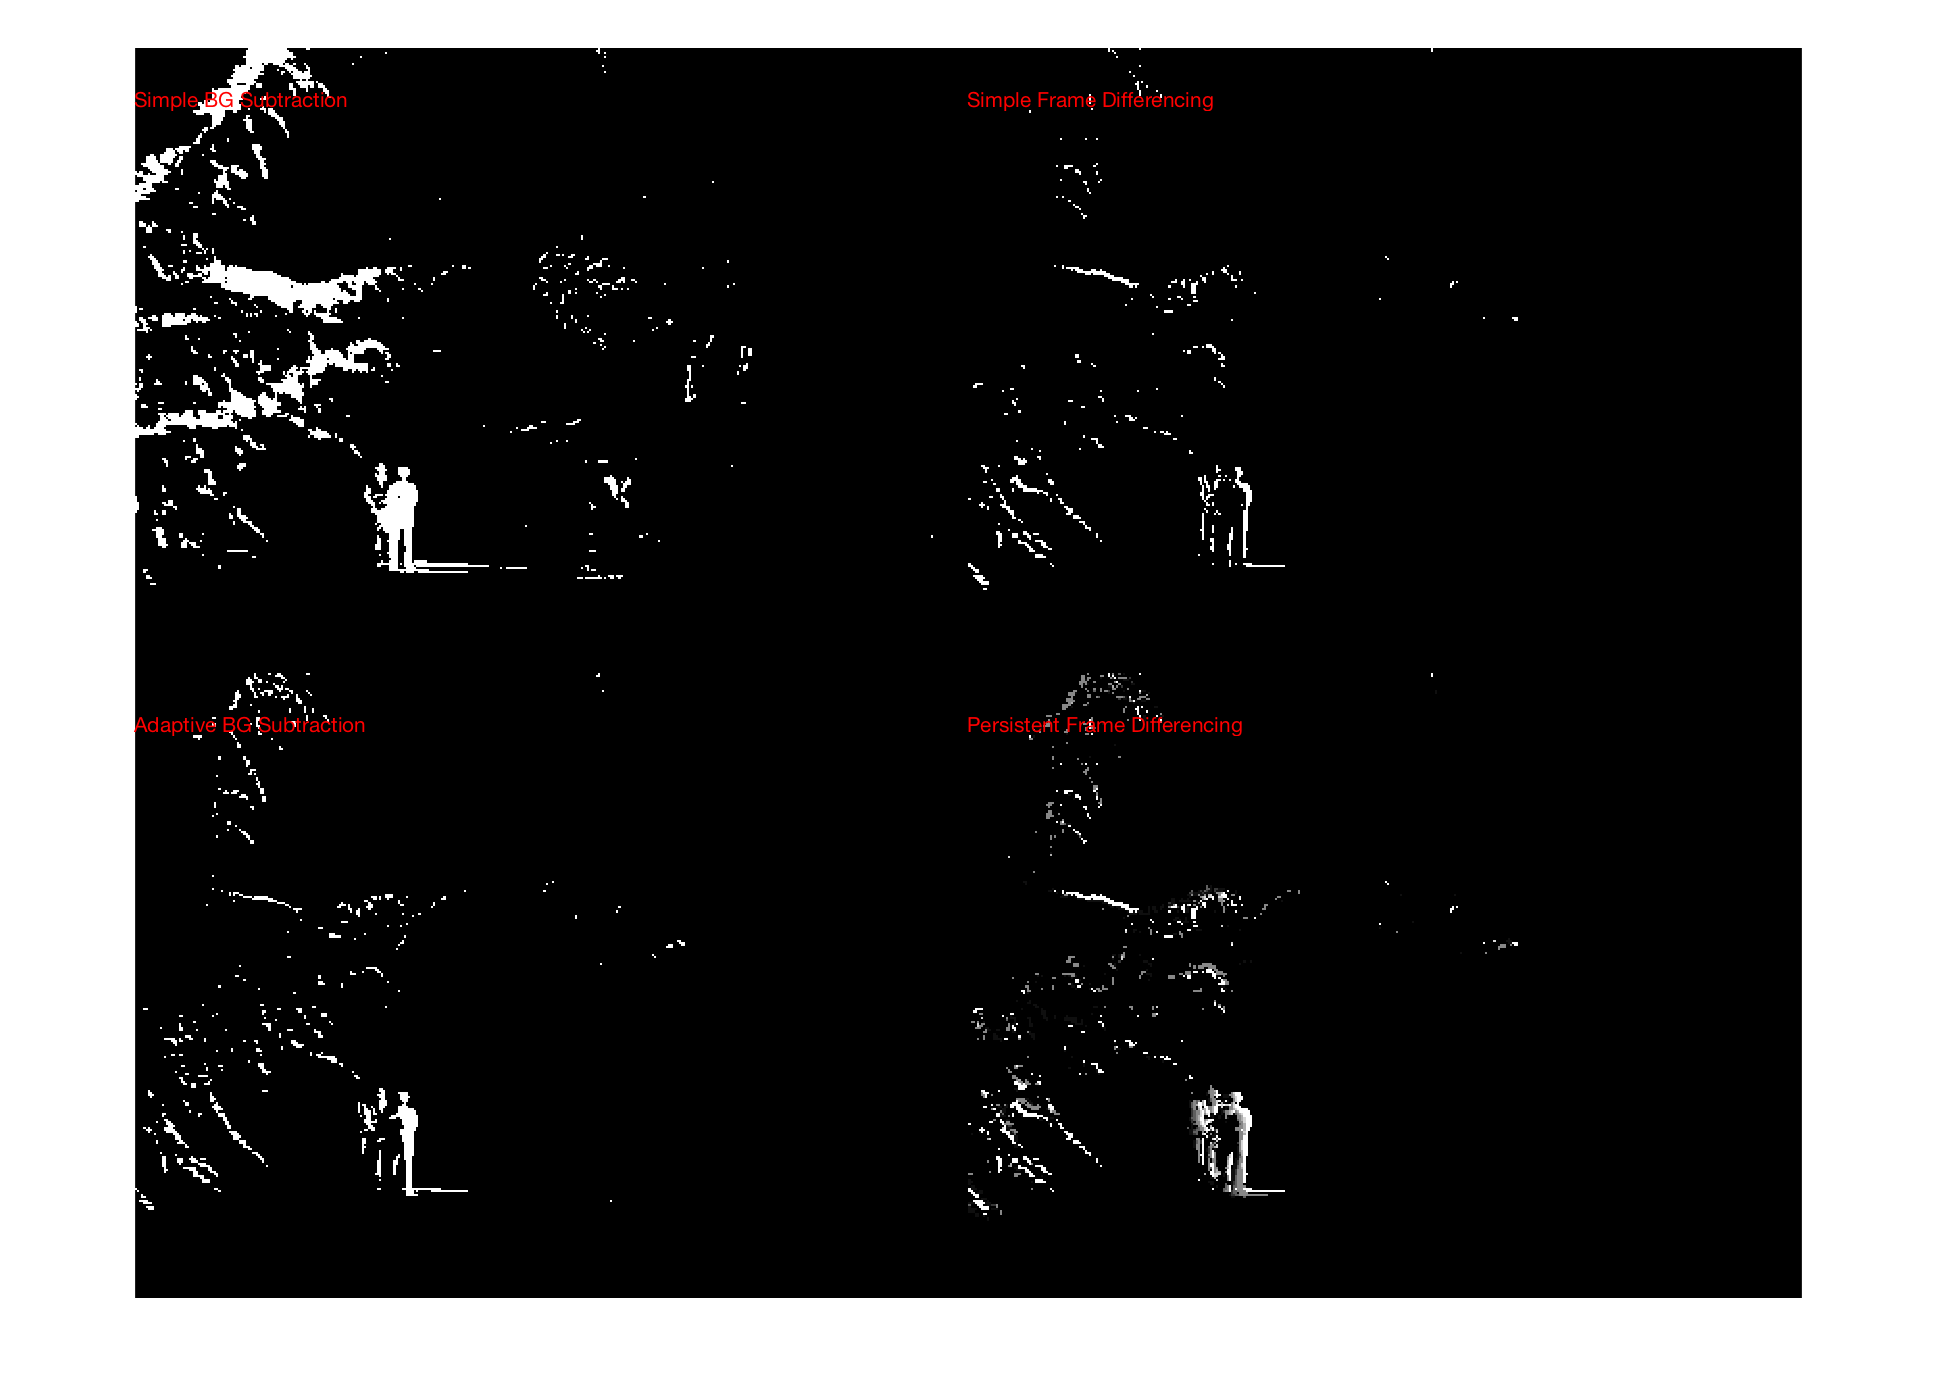 Simple BG Subtraction
Simple Frame Differencing
Adaptive BG Subtraction
Persistent Frame Differencing